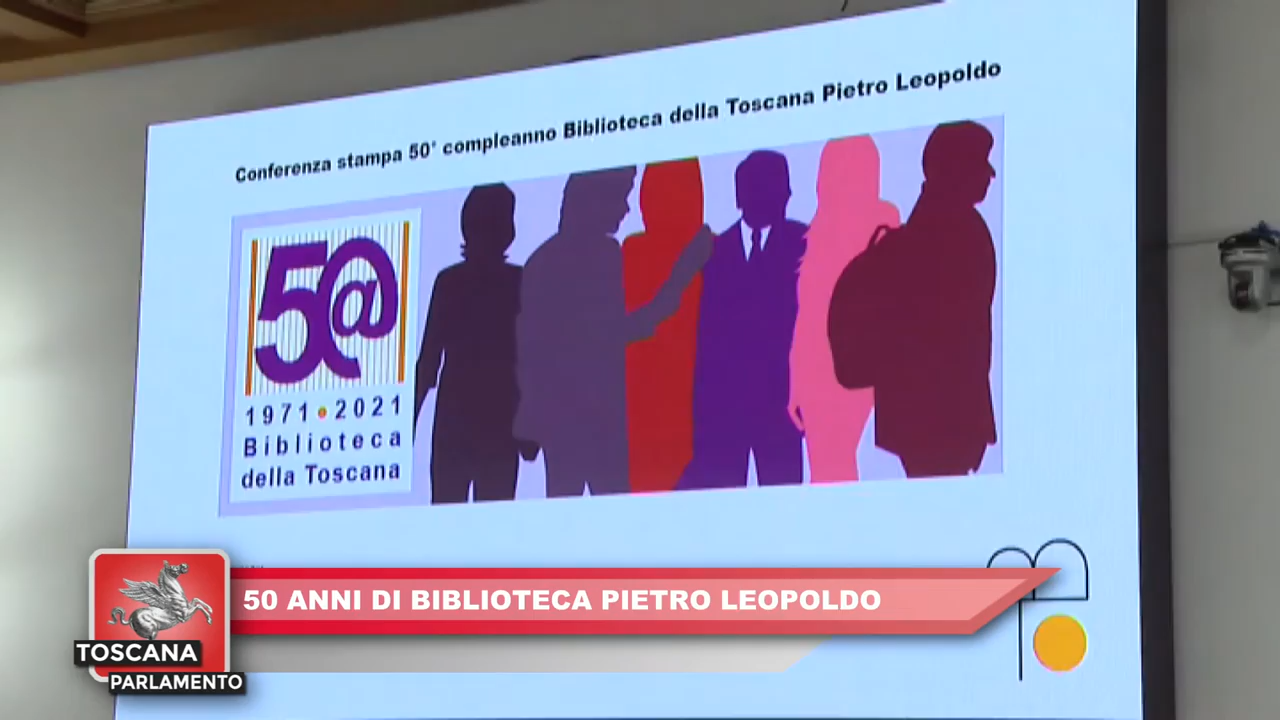 Conferenza stampa 50° compleanno Biblioteca della Toscana Pietro Leopoldo
50
1971•2021
Biblioteca
della Toscana
50 ANNI DI BIBLIOTECA PIETRO LEOPOLDO
TOSCANA
PARLAMENTO